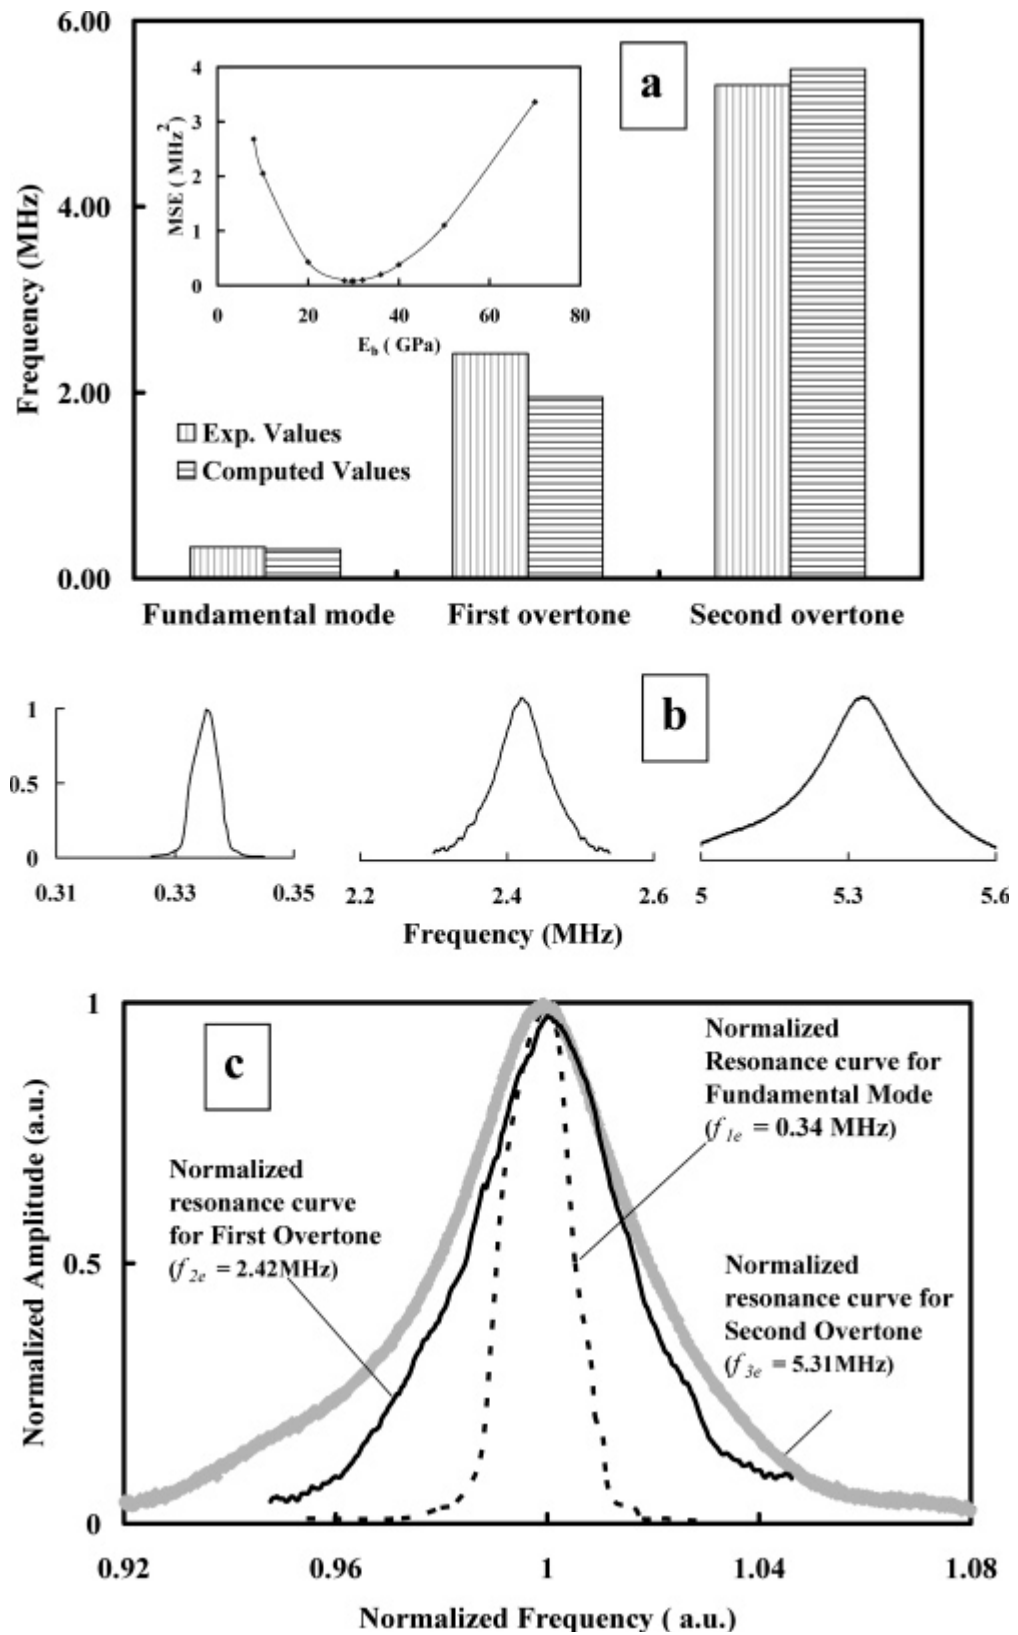 6.00
4.00
2.00
0.00
Frequency (MHz)
a
4
3
2
1
0
MSE ( MHz²)
0 20 40 60 80
E_b ( GPa)
Exp. Values
Computed Values
Fundamental mode First overtone Second overtone
b
1
0.5
0
0.31 0.33 0.35 2.2 2.4 2.6 5 5.3 5.6
Frequency (MHz)
c
1
0.5
0
Normalized Amplitude (a.u.)
Normalized
Resonance curve for
Fundamental Mode
(f_1e = 0.34 MHz)
Normalized
resonance curve
for First Overtone
(f_2e = 2.42MHz)
Normalized
resonance curve for
Second Overtone
(f_3e = 5.31MHz)
0.92 0.96 1 1.04 1.08
Normalized Frequency ( a.u.)